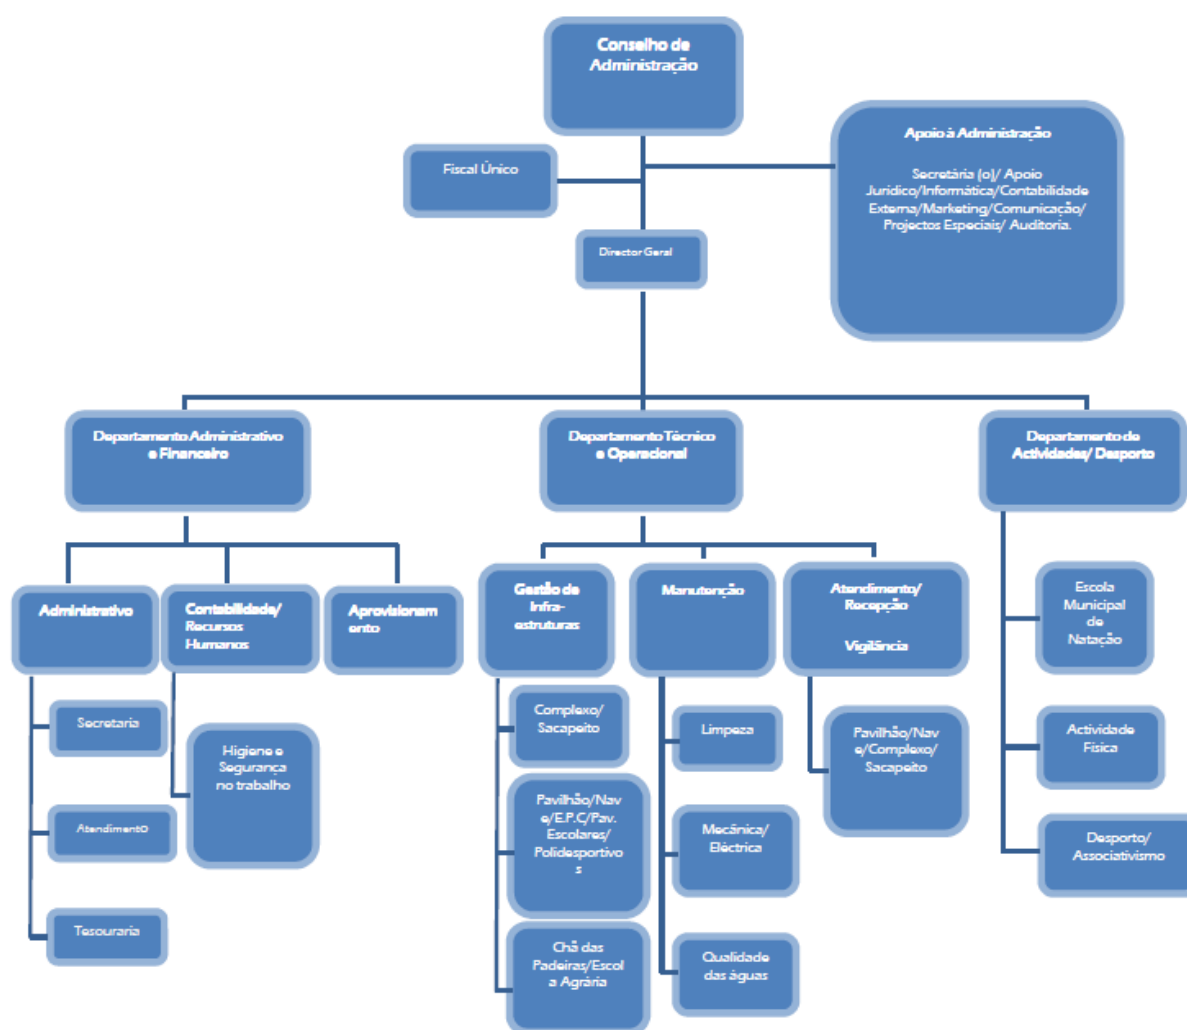 Conselho de
Administração
Apoio à Administração
Secretária (o)/ Apoio
Jurídico/Informática/Contabilidade
Externa/Marketing/Comunicação/
Projectos Especiais/ Auditoria.
Fiscal Único
Director Geral
Departamento Administrativo
e Financeiro
Departamento Técnico
e Operacional
Departamento de
Actividades/ Desporto
Administrativo
Contabilidade/
Recursos
Humanos
Aprovisionam
ento
Gestão de
Infra-
estruturas
Manutenção
Atendimento/
Recepção
Vigilância
Escola
Municipal
de
Natação
Secretaria
Higiene e
Segurança
no trabalho
Complexo/
Sacapeito
Limpeza
Pavilhão/Nav
e/Complexo/
Sacapeito
Actividade
Física
Atendimento
Pavilhão/Nav
e/E.P.C/Pav.
Escolares/
Polidesportivo
s
Mecânica/
Eléctrica
Desporto/
Associativismo
Tesouraria
Chã das
Padeiras/Escol
a Agrária
Qualidade
das águas